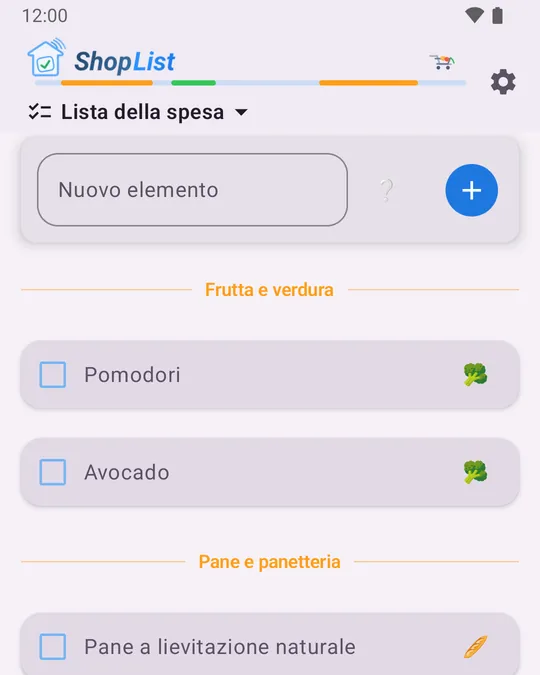 12:00
ShopList
Lista della spesa
Nuovo elemento
Frutta e verdura
Pomodori
Avocado
Pane e panetteria
Pane a lievitazione naturale